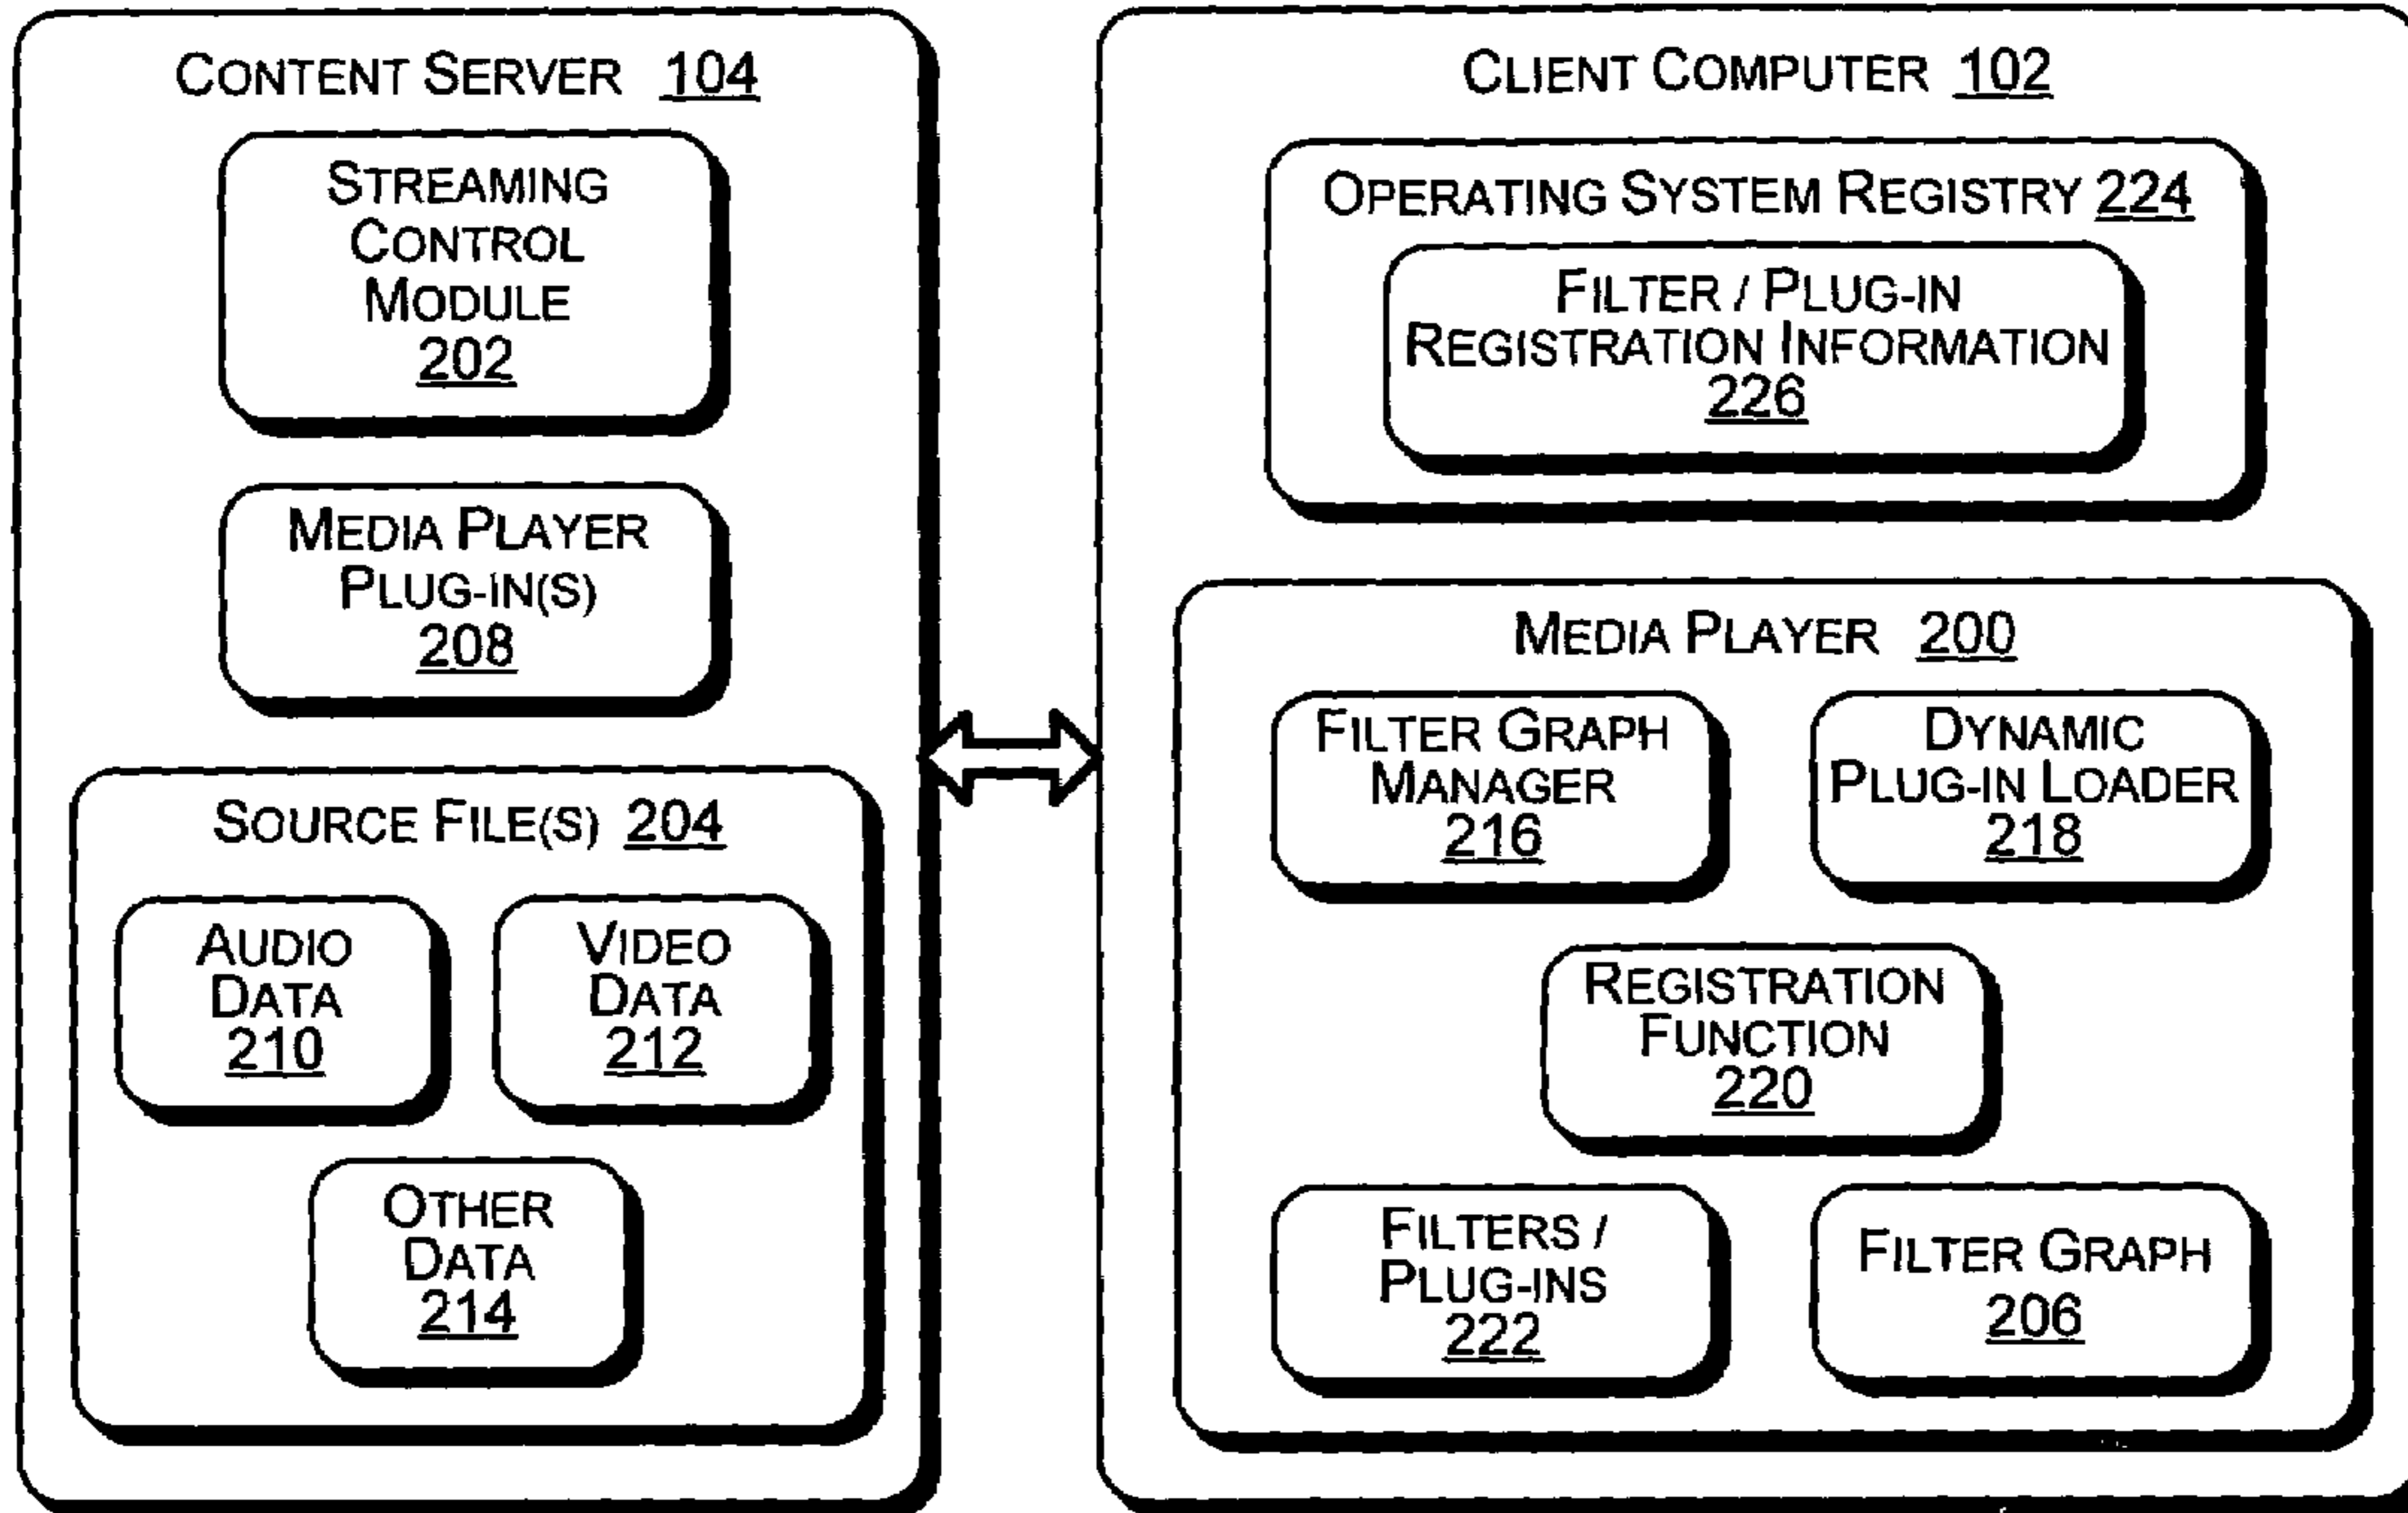 CONTENT SERVER 104
STREAMING
CONTROL
MODULE
202
MEDIA PLAYER
PLUG-IN(S)
208
SOURCE FILE(S) 204
AUDIO
DATA
210
VIDEO
DATA
212
OTHER
DATA
214
CLIENT COMPUTER 102
OPERATING SYSTEM REGISTRY 224
FILTER / PLUG-IN
REGISTRATION INFORMATION
226
MEDIA PLAYER 200
FILTER GRAPH
MANAGER
216
DYNAMIC
PLUG-IN LOADER
218
REGISTRATION
FUNCTION
220
FILTERS /
PLUG-INS
222
FILTER GRAPH
206